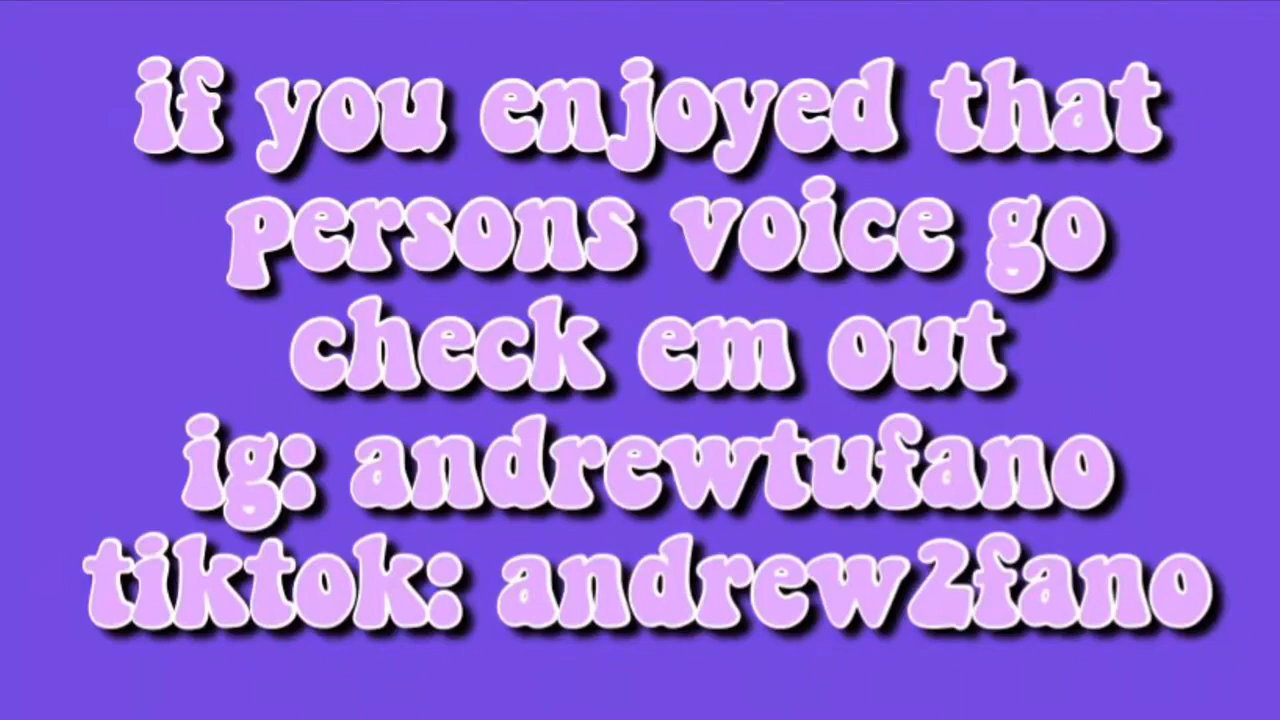 if you enjoyed that
persons voice go
check em out
ig: andrewtufano
tiktok: andrew2fano